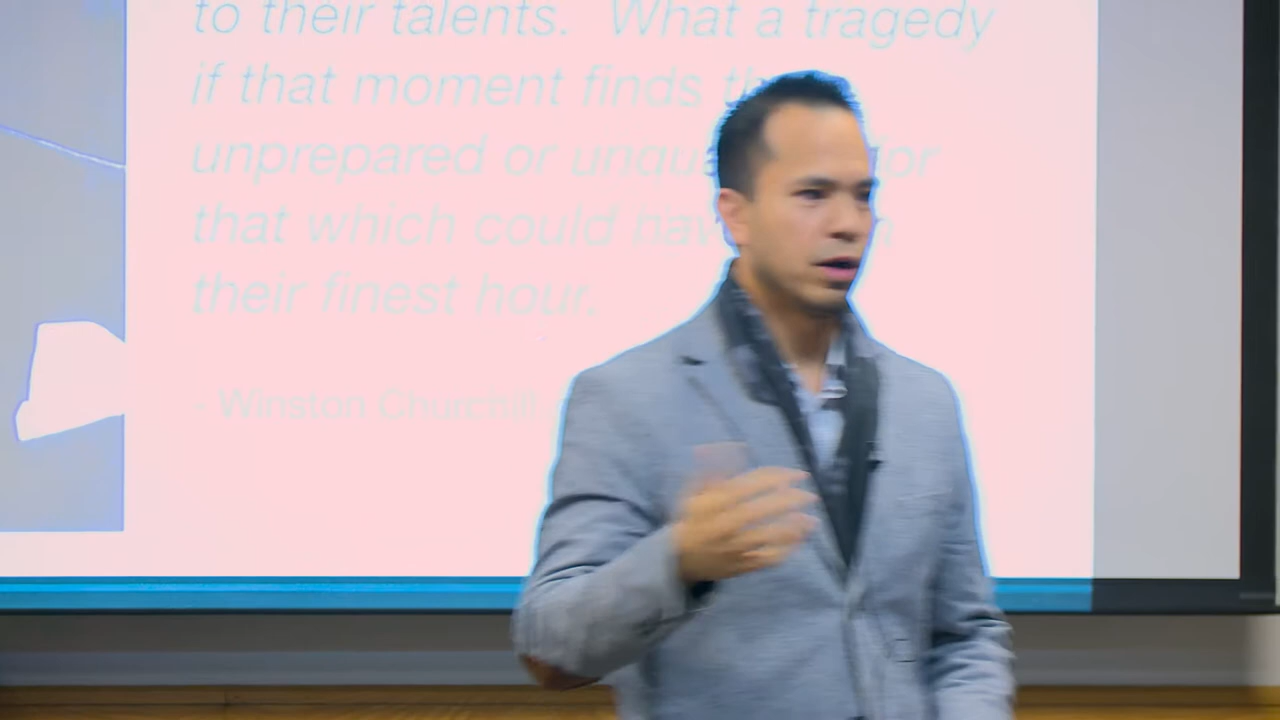 to their talents. What a tragedy
if that moment finds
unprepared or
that which could
their finest hour.
- Winston Churchill